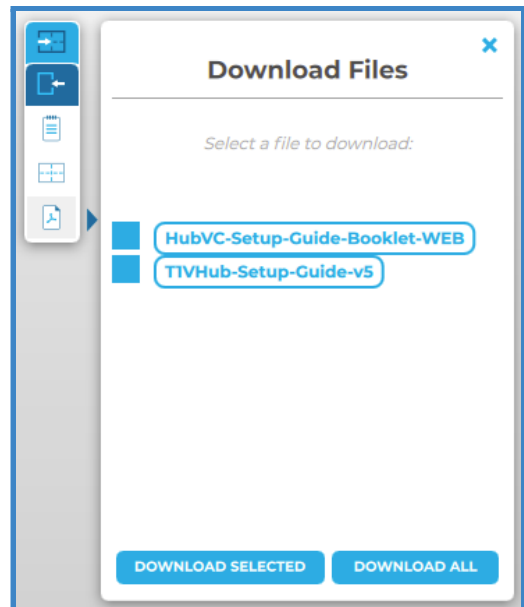 Download Files
Select a file to download:
HubVC-Setup-Guide-Booklet-WEB
T1VHub-Setup-Guide-v5
DOWNLOAD SELECTED
DOWNLOAD ALL